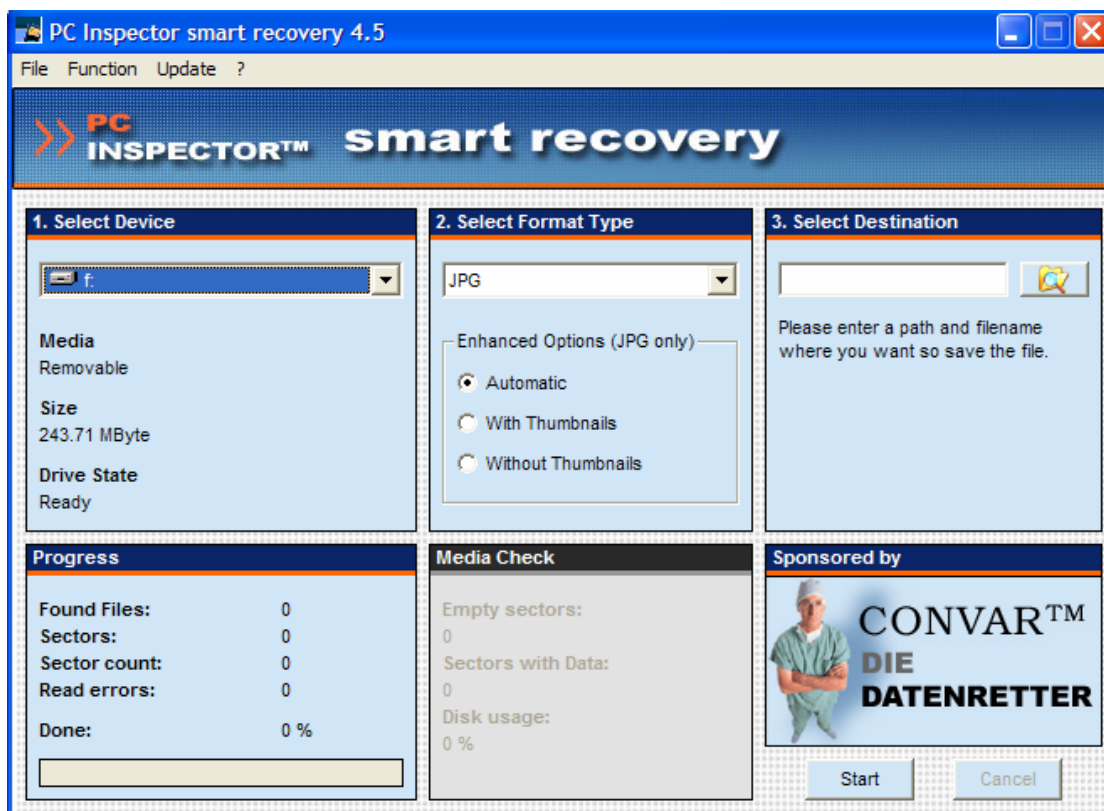 PC Inspector smart recovery 4.5
File Function Update ?
PC
INSPECTOR™ smart recovery
1. Select Device
f:
Media
Removable
Size
243.71 MByte
Drive State
Ready
2. Select Format Type
JPG
Enhanced Options (JPG only)
Automatic
With Thumbnails
Without Thumbnails
3. Select Destination
Please enter a path and filename
where you want so save the file.
Progress
Found Files: 0
Sectors: 0
Sector count: 0
Read errors: 0
Done: 0 %
Media Check
Empty sectors:
0
Sectors with Data:
0
Disk usage:
0 %
Sponsored by
CONVAR™
DIE
DATENRETTER
Start Cancel